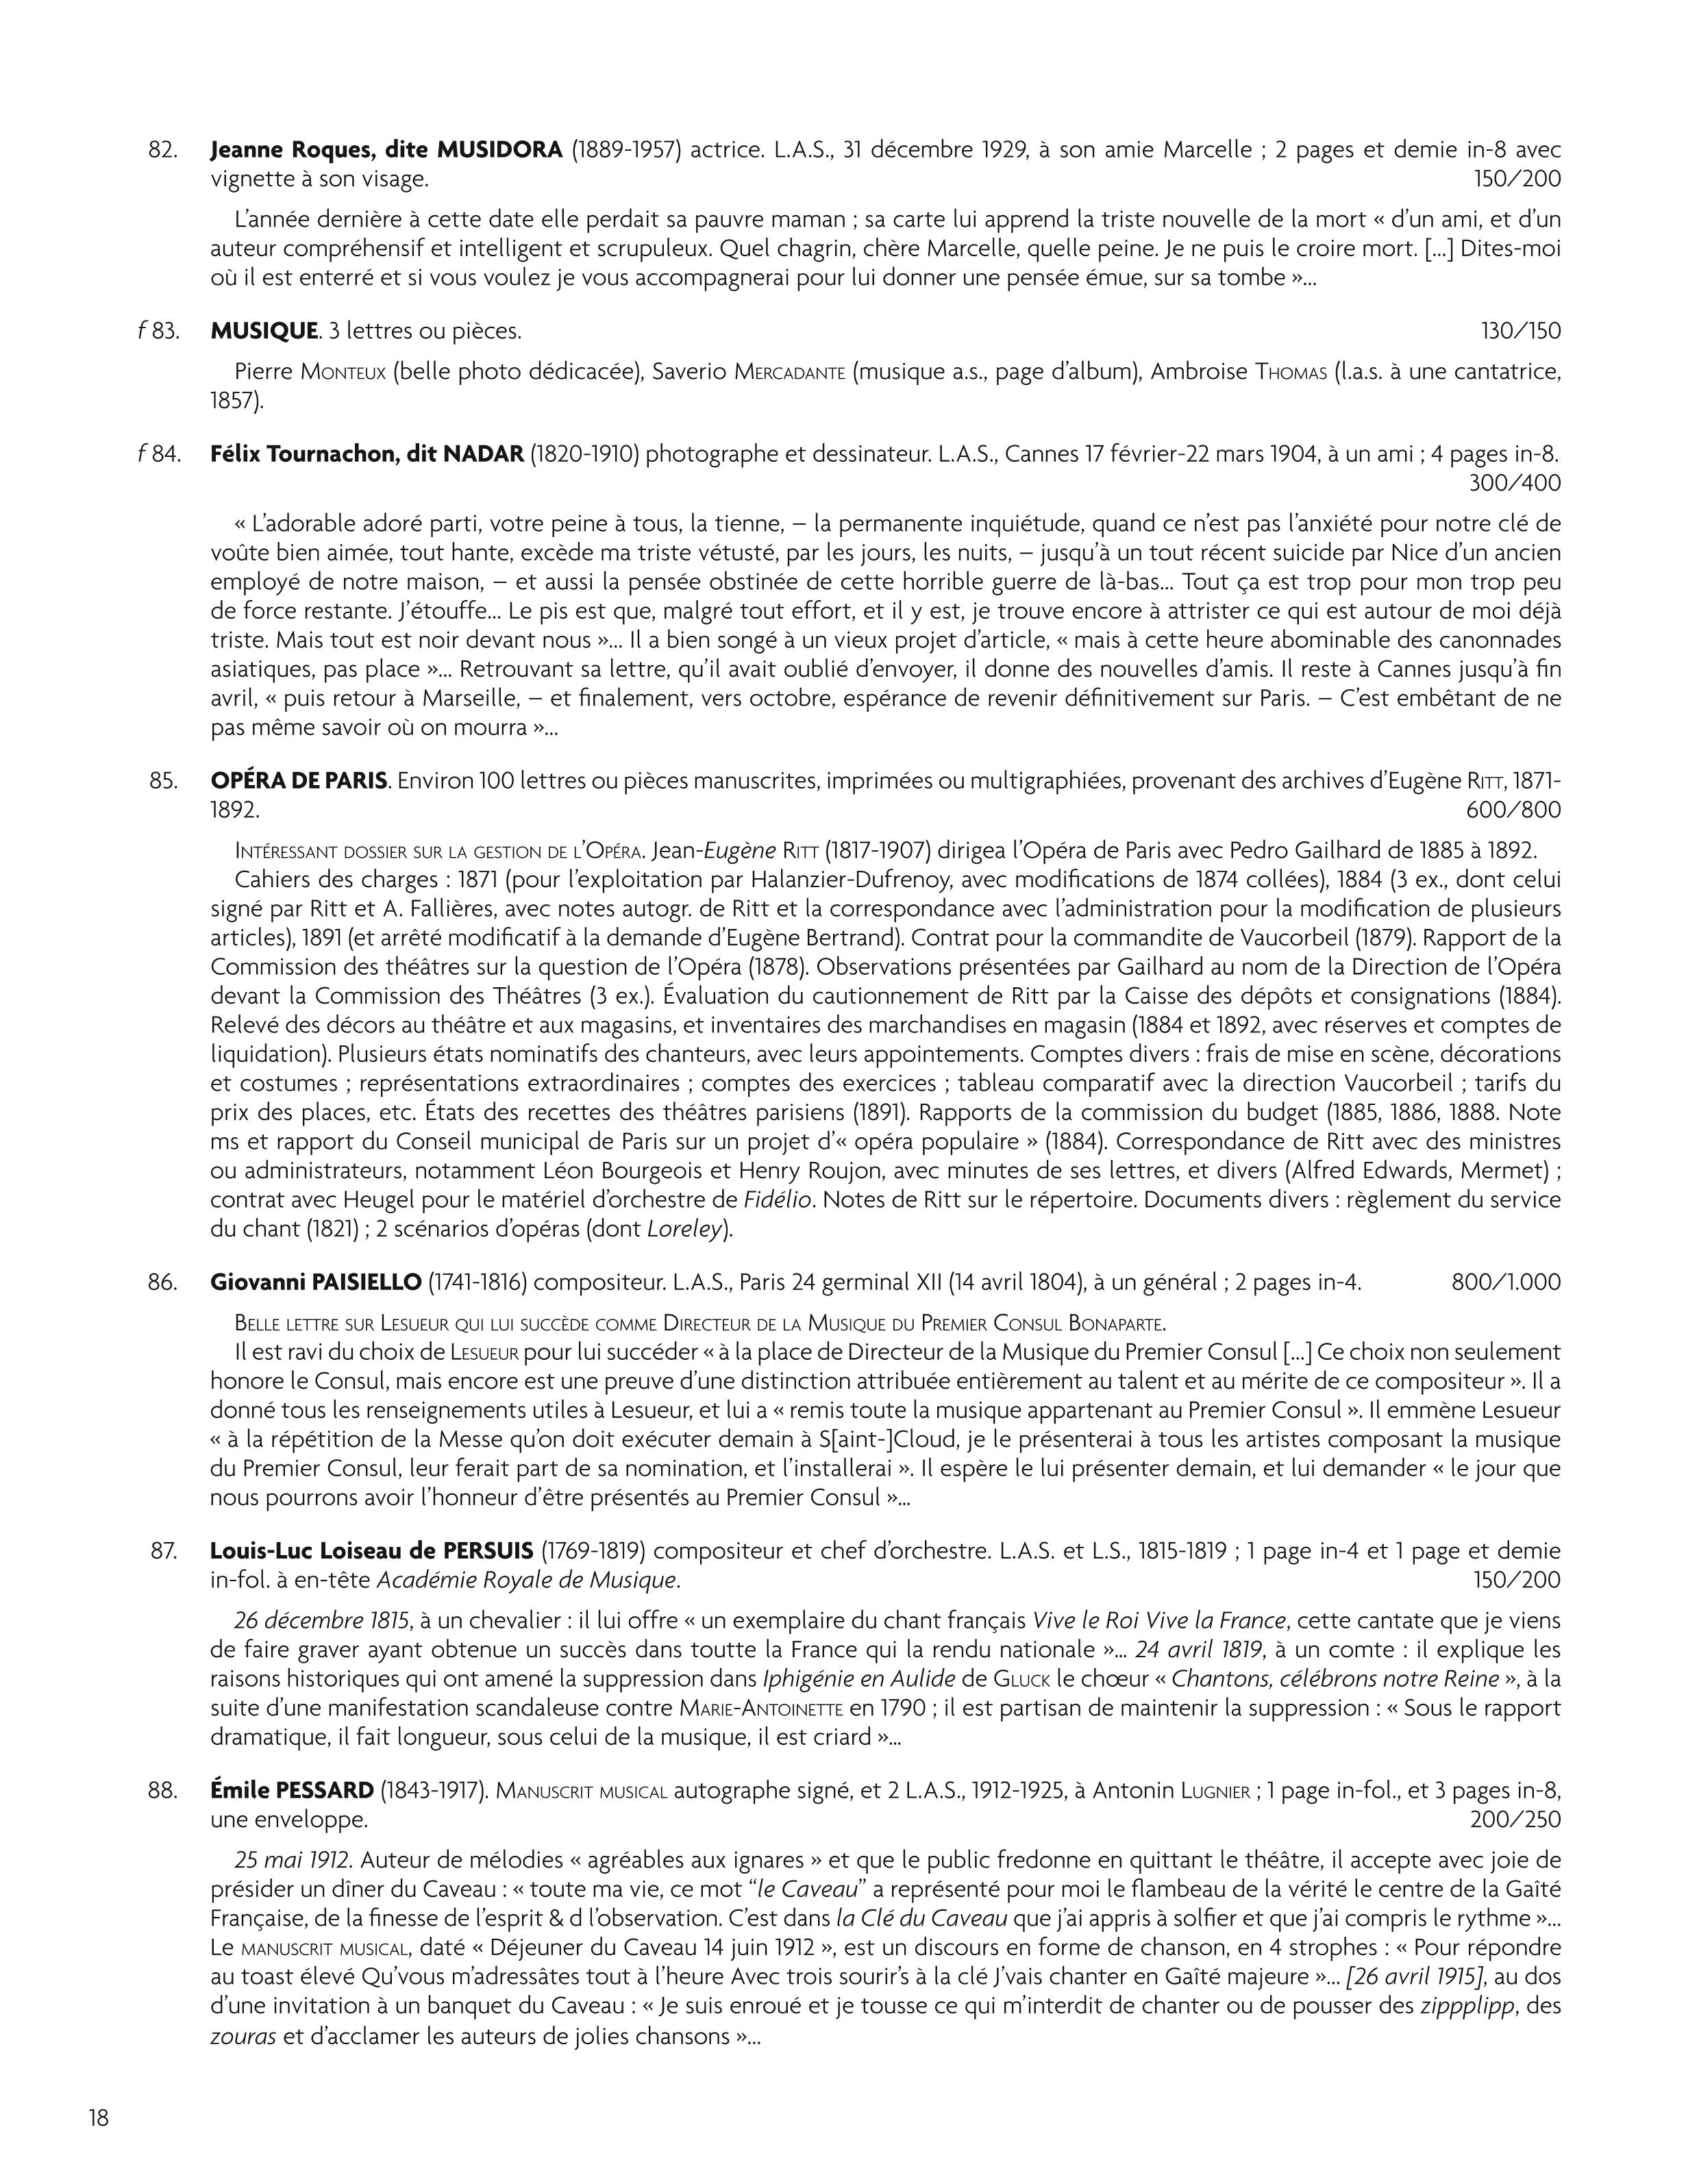 82. Jeanne Roques, dite MUSIDORA (1889-1957) actrice. L.A.S., 31 décembre 1929, à son amie Marcelle ; 2 pages et demie in-8 avec
vignette à son visage. 150/200
L’année dernière à cette date elle perdait sa pauvre maman ; sa carte lui apprend la triste nouvelle de la mort « d’un ami, et d’un
auteur compréhensif et intelligent et scrupuleux. Quel chagrin, chère Marcelle, quelle peine. Je ne puis le croire mort. [...] Dites-moi
où il est enterré et si vous voulez je vous accompagnerai pour lui donner une pensée émue, sur sa tombe »...
f 83. MUSIQUE. 3 lettres ou pièces. 130/150
Pierre MONTEUX (belle photo dédicacée), Saverio MERCADANTE (musique a.s., page d’album), Ambroise THOMAS (l.a.s. à une cantatrice,
1857).
f 84. Félix Tournachon, dit NADAR (1820-1910) photographe et dessinateur. L.A.S., Cannes 17 février-22 mars 1904, à un ami ; 4 pages in-8.
300/400
« L’adorable adoré parti, votre peine à tous, la tienne, – la permanente inquiétude, quand ce n’est pas l’anxiété pour notre clé de
voûte bien aimée, tout hante, excède ma triste vétusté, par les jours, les nuits, – jusqu’à un tout récent suicide par Nice d’un ancien
employé de notre maison, – et aussi la pensée obstinée de cette horrible guerre de là-bas... Tout ça est trop pour mon trop peu
de force restante. J’étouffe... Le pis est que, malgré tout effort, et il y est, je trouve encore à attrister ce qui est autour de moi déjà
triste. Mais tout est noir devant nous »... Il a bien songé à un vieux projet d’article, « mais à cette heure abominable des canonnades
asiatiques, pas place »... Retrouvant sa lettre, qu’il avait oublié d’envoyer, il donne des nouvelles d’amis. Il reste à Cannes jusqu’à fin
avril, « puis retour à Marseille, – et finalement, vers octobre, espérance de revenir définitivement sur Paris. – C’est embêtant de ne
pas même savoir où on mourra »...
85. OPÉRA DE PARIS. Environ 100 lettres ou pièces manuscrites, imprimées ou multigraphiées, provenant des archives d’Eugène RITT, 1871-
1892. 600/800
INTÉRESSANT DOSSIER SUR LA GESTION DE L’OPÉRA. Jean-Eugène RITT (1817-1907) dirigea l’Opéra de Paris avec Pedro Gailhard de 1885 à 1892.
Cahiers des charges : 1871 (pour l’exploitation par Halanzier-Dufrenoy, avec modifications de 1874 collées), 1884 (3 ex., dont celui
signé par Ritt et A. Fallières, avec notes autogr. de Ritt et la correspondance avec l’administration pour la modification de plusieurs
articles), 1891 (et arrêté modificatif à la demande d’Eugène Bertrand). Contrat pour la commandite de Vaucorbeil (1879). Rapport de la
Commission des théâtres sur la question de l’Opéra (1878). Observations présentées par Gailhard au nom de la Direction de l’Opéra
devant la Commission des Théâtres (3 ex.). Évaluation du cautionnement de Ritt par la Caisse des dépôts et consignations (1884).
Relevé des décors au théâtre et aux magasins, et inventaires des marchandises en magasin (1884 et 1892, avec réserves et comptes de
liquidation). Plusieurs états nominatifs des chanteurs, avec leurs appointements. Comptes divers : frais de mise en scène, décorations
et costumes ; représentations extraordinaires ; comptes des exercices ; tableau comparatif avec la direction Vaucorbeil ; tarifs du
prix des places, etc. États des recettes des théâtres parisiens (1891). Rapports de la commission du budget (1885, 1886, 1888. Note
ms et rapport du Conseil municipal de Paris sur un projet d’« opéra populaire » (1884). Correspondance de Ritt avec des ministres
ou administrateurs, notamment Léon Bourgeois et Henry Roujon, avec minutes de ses lettres, et divers (Alfred Edwards, Mermet) ;
contrat avec Heugel pour le matériel d’orchestre de Fidélio. Notes de Ritt sur le répertoire. Documents divers : règlement du service
du chant (1821) ; 2 scénarios d’opéras (dont Loreley).
86. Giovanni PAISIELLO (1741-1816) compositeur. L.A.S., Paris 24 germinal XII (14 avril 1804), à un général ; 2 pages in-4. 800/1.000
BELLE LETTRE SUR LESUEUR QUI LUI SUCCÈDE COMME DIRECTEUR DE LA MUSIQUE DU PREMIER CONSUL BONAPARTE.
Il est ravi du choix de LESUEUR pour lui succéder « à la place de Directeur de la Musique du Premier Consul [...] Ce choix non seulement
honore le Consul, mais encore est une preuve d’une distinction attribuée entièrement au talent et au mérite de ce compositeur ». Il a
donné tous les renseignements utiles à Lesueur, et lui a « remis toute la musique appartenant au Premier Consul ». Il emmène Lesueur
« à la répétition de la Messe qu’on doit exécuter demain à S[aint-]Cloud, je le présenterai à tous les artistes composant la musique
du Premier Consul, leur ferait part de sa nomination, et l’installerai ». Il espère le lui présenter demain, et lui demander « le jour que
nous pourrons avoir l’honneur d’être présentés au Premier Consul »...
87. Louis-Luc Loiseau de PERSUIS (1769-1819) compositeur et chef d’orchestre. L.A.S. et L.S., 1815-1819 ; 1 page in-4 et 1 page et demie
in-fol. à en-tête Académie Royale de Musique. 150/200
26 décembre 1815, à un chevalier : il lui offre « un exemplaire du chant français Vive le Roi Vive la France, cette cantate que je viens
de faire graver ayant obtenue un succès dans toutte la France qui la rendu nationale »... 24 avril 1819, à un comte : il explique les
raisons historiques qui ont amené la suppression dans Iphigénie en Aulide de GLUCK le chœur « Chantons, célébrons notre Reine », à la
suite d’une manifestation scandaleuse contre MARIE-ANTOINETTE en 1790 ; il est partisan de maintenir la suppression : « Sous le rapport
dramatique, il fait longueur, sous celui de la musique, il est criard »...
88. Émile PESSARD (1843-1917). MANUSCRIT MUSICAL autographe signé, et 2 L.A.S., 1912-1925, à Antonin LUGNIER ; 1 page in-fol., et 3 pages in-8,
une enveloppe. 200/250
25 mai 1912. Auteur de mélodies « agréables aux ignares » et que le public fredonne en quittant le théâtre, il accepte avec joie de
présider un dîner du Caveau : « toute ma vie, ce mot “le Caveau” a représenté pour moi le flambeau de la vérité le centre de la Gaîté
Française, de la finesse de l’esprit & d l’observation. C’est dans la Clé du Caveau que j’ai appris à solfier et que j’ai compris le rythme »...
Le MANUSCRIT MUSICAL, daté « Déjeuner du Caveau 14 juin 1912 », est un discours en forme de chanson, en 4 strophes : « Pour répondre
au toast élevé Qu’vous m’adressâtes tout à l’heure Avec trois sourir’s à la clé J’vais chanter en Gaîté majeure »... [26 avril 1915], au dos
d’une invitation à un banquet du Caveau : « Je suis enroué et je tousse ce qui m’interdit de chanter ou de pousser des zippplipp, des
zouras et d’acclamer les auteurs de jolies chansons »...
18